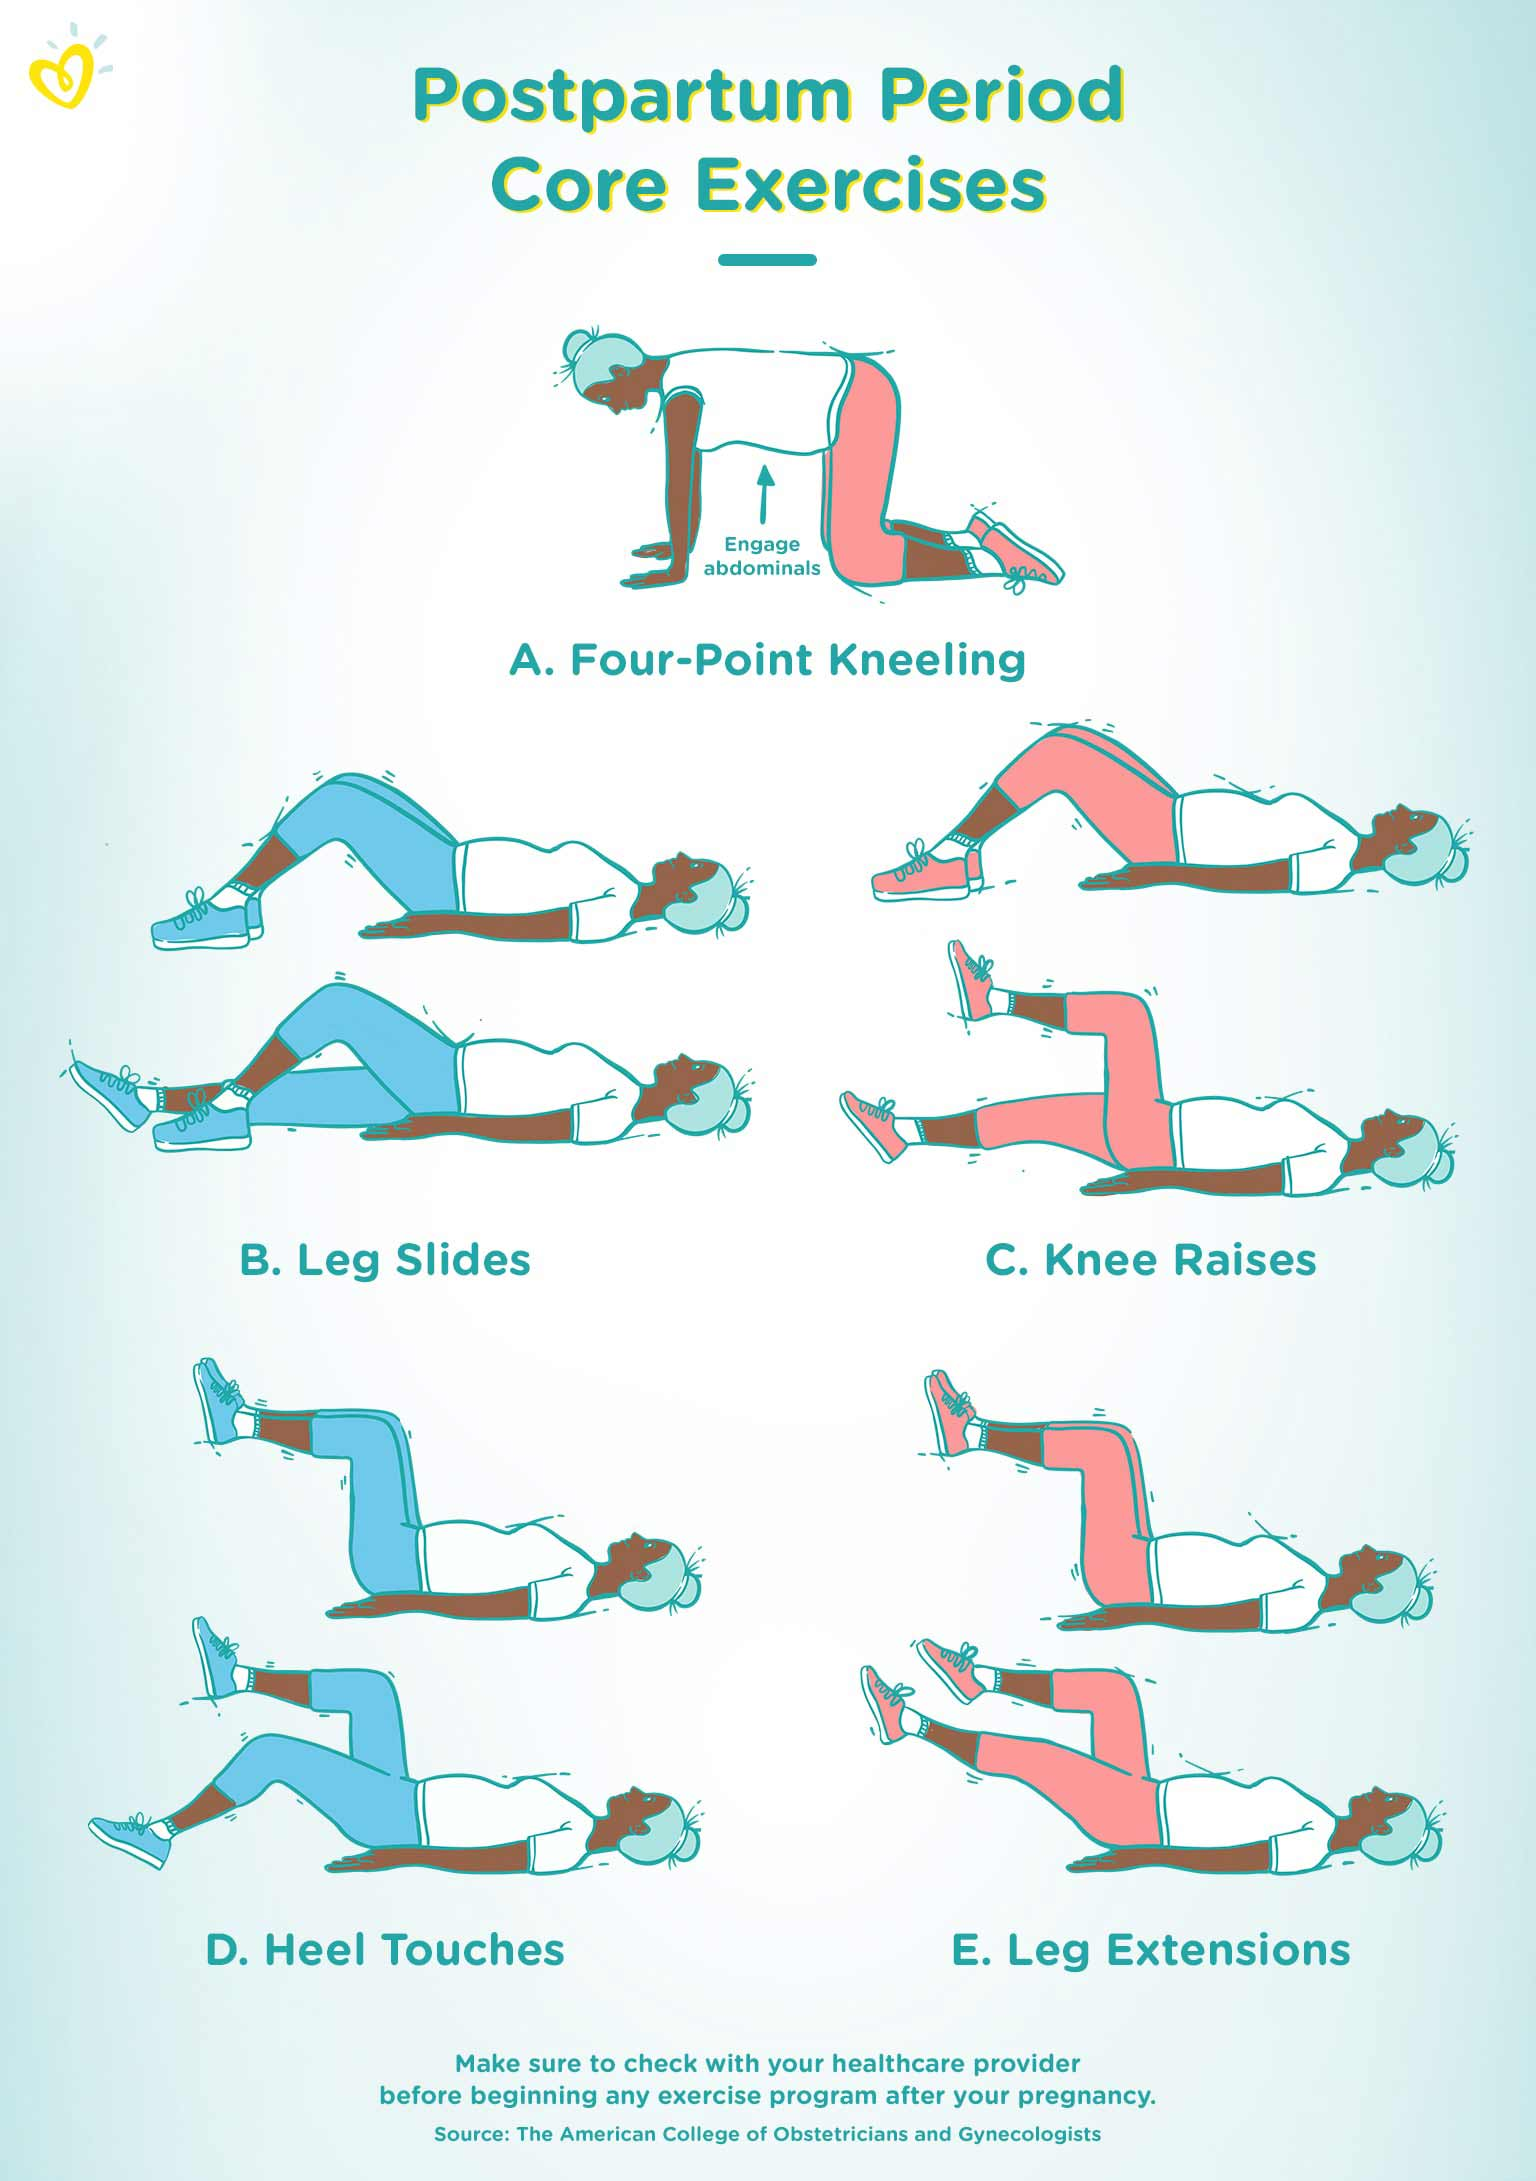 Postpartum Period
Core Exercises
Engage
abdominals
A. Four-Point Kneeling
B. Leg Slides
C. Knee Raises
D. Heel Touches
E. Leg Extensions
Make sure to check with your healthcare provider
before beginning any exercise program after your pregnancy.
Source: The American College of Obstetricians and Gynecologists